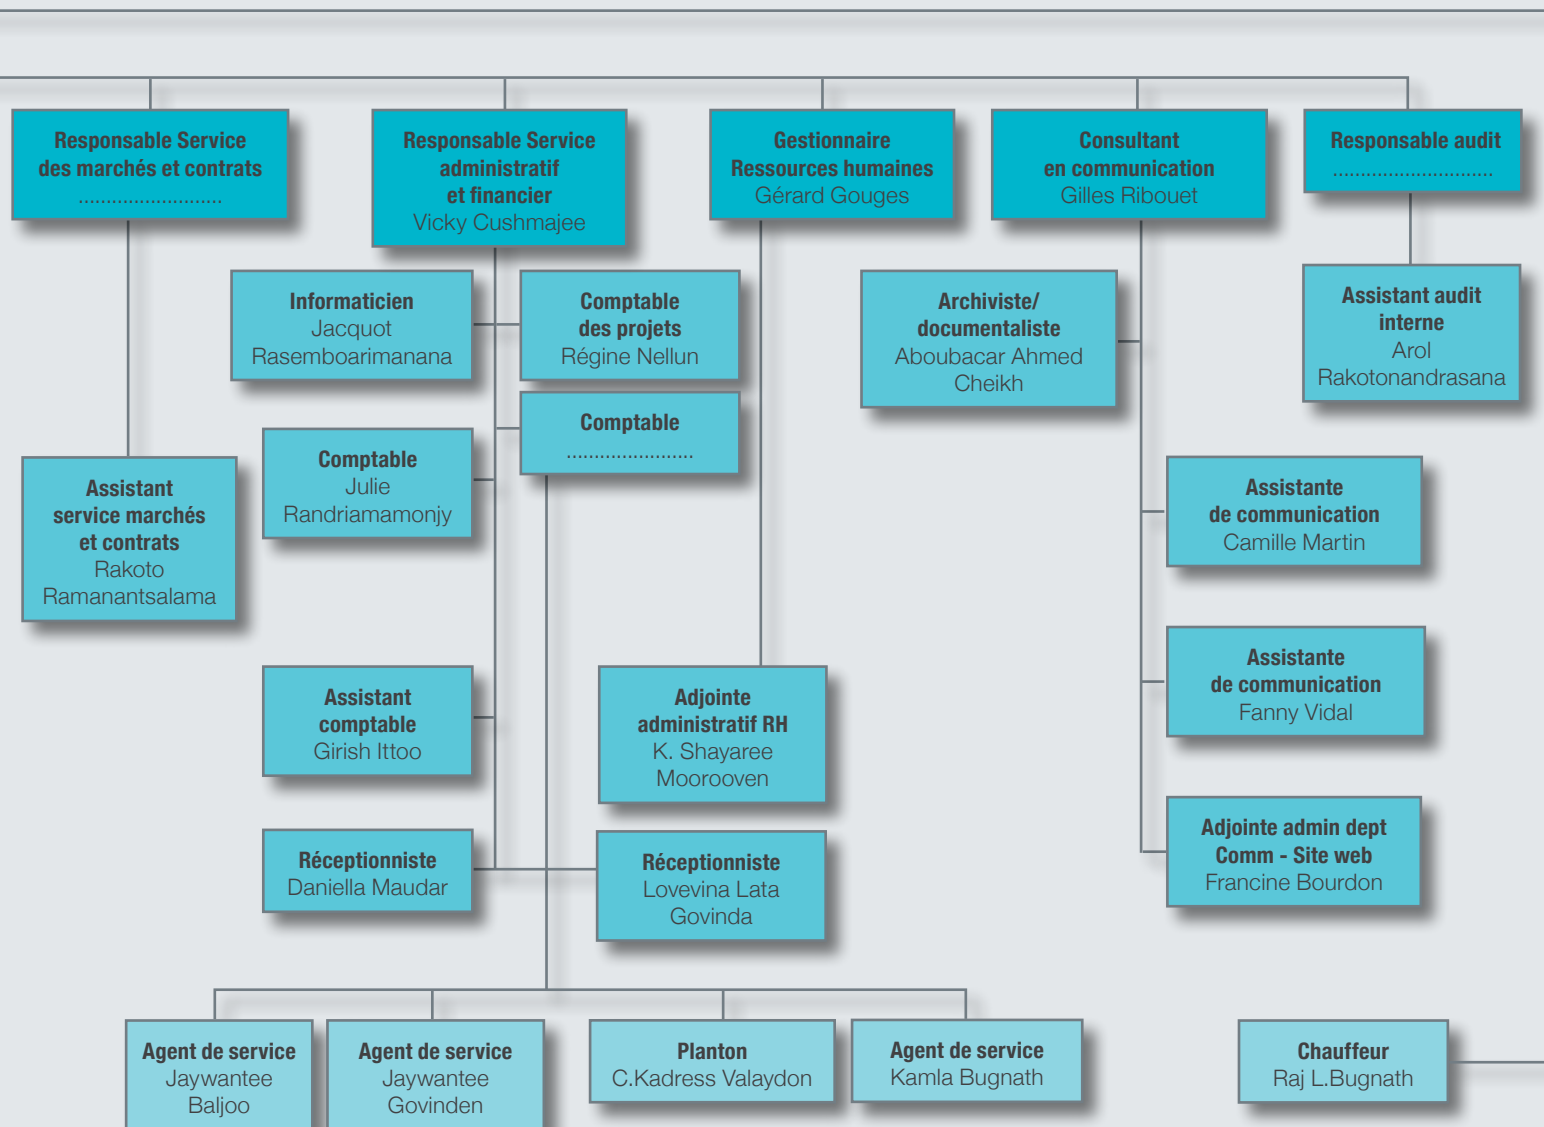 Responsable Service
des marchés et contrats
..........................
Responsable Service
administratif
et financier
Vicky Cushmajee
Gestionnaire
Ressources humaines
Gérard Gouges
Consultant
en communication
Gilles Ribouet
Responsable audit
.............................
Informaticien
Jacquot
Rasemboarimanana
Comptable
des projets
Régine Nellun
Archiviste/
documentaliste
Aboubacar Ahmed
Cheikh
Assistant audit
interne
Arol
Rakotonandrasana
Comptable
.......................
Comptable
Julie
Randriamamonjy
Assistant
service marchés
et contrats
Rakoto
Ramanantsalama
Assistante
de communication
Camille Martin
Assistante
de communication
Fanny Vidal
Assistant
comptable
Girish Ittoo
Adjointe
administratif RH
K. Shayaree
Moorooven
Adjointe admin dept
Comm - Site web
Francine Bourdon
Réceptionniste
Daniella Maudar
Réceptionniste
Lovevina Lata
Govinda
Agent de service
Jaywantee
Baljoo
Agent de service
Jaywantee
Govinden
Planton
C.Kadress Valaydon
Agent de service
Kamla Bugnath
Chauffeur
Raj L.Bugnath